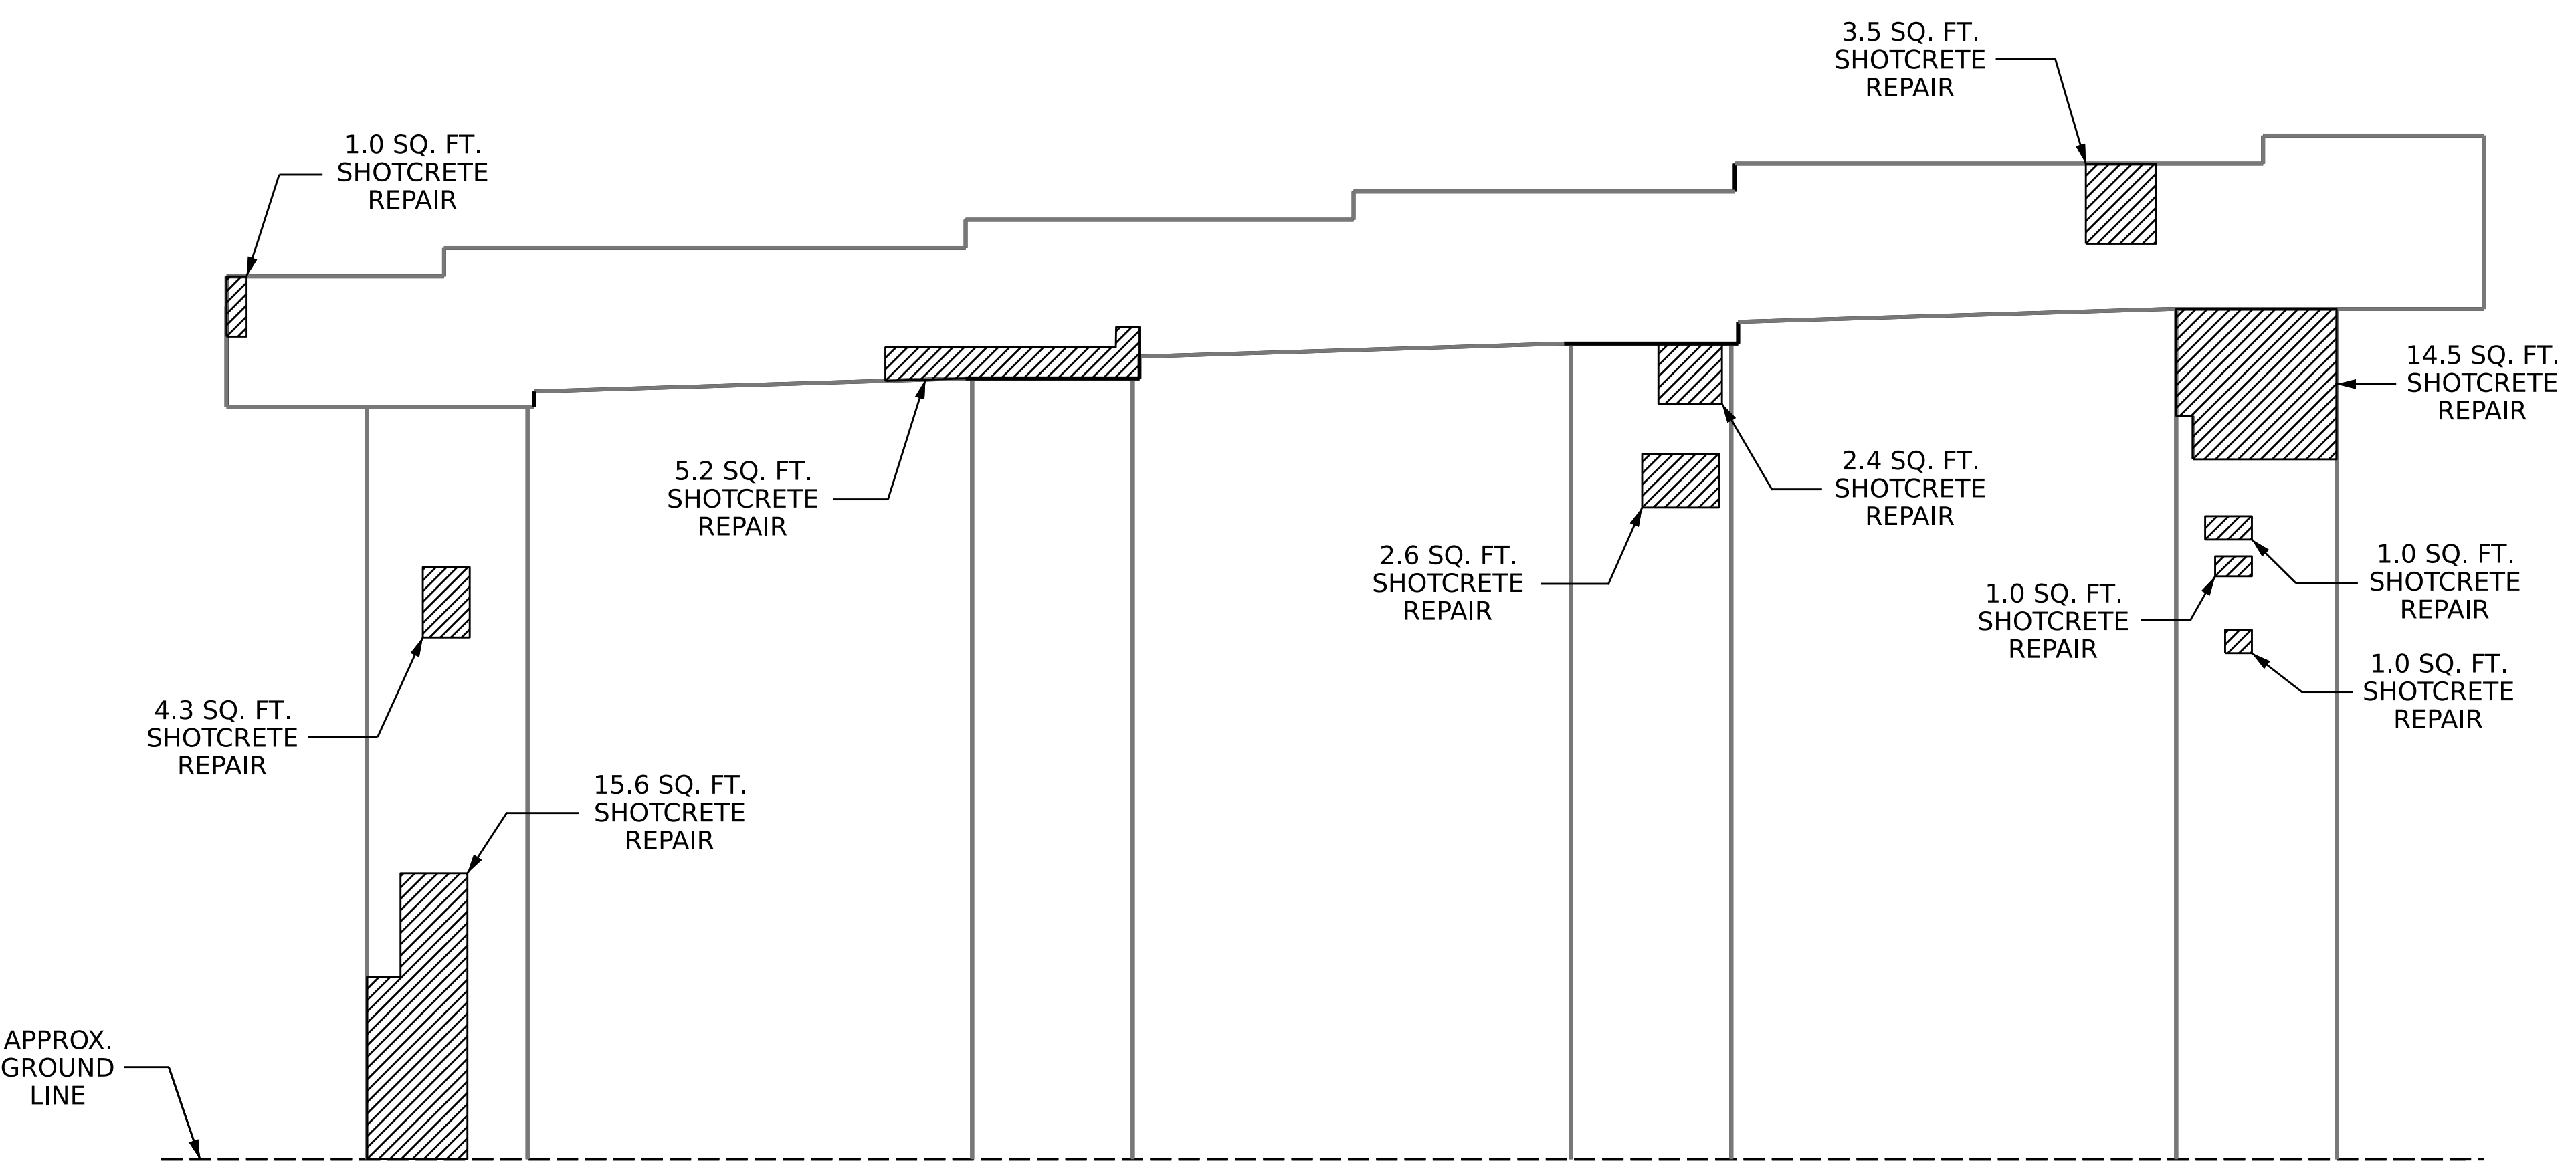 3.5 SQ. FT.
SHOTCRETE
REPAIR
1.0 SQ. FT.
SHOTCRETE
REPAIR
14.5 SQ. FT.
SHOTCRETE
REPAIR
5.2 SQ. FT.
SHOTCRETE
REPAIR
2.4 SQ. FT.
SHOTCRETE
REPAIR
2.6 SQ. FT.
SHOTCRETE
REPAIR
1.0 SQ. FT.
SHOTCRETE
REPAIR
1.0 SQ. FT.
SHOTCRETE
REPAIR
1.0 SQ. FT.
SHOTCRETE
REPAIR
4.3 SQ. FT.
SHOTCRETE
REPAIR
15.6 SQ. FT.
SHOTCRETE
REPAIR
APPROX.
GROUND
LINE